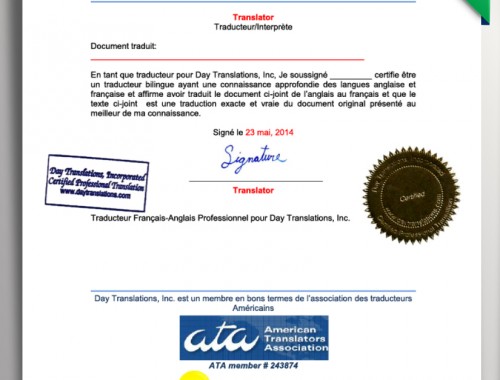 Translator
Traducteur/Interprète
Document traduit:
En tant que traducteur pour Day Translations, Inc, Je soussigné _________ certifie être
un traducteur bilingue ayant une connaissance approfondie des langues anglaise et
française et affirme avoir traduit le document ci-joint de l'anglais au français et que le
texte ci-joint est une traduction exacte et vraie du document original présenté au
meilleur de ma connaissance.
Signé le 23 mai, 2014
Signature
Translator
Day Translations, Incorporated
Certified Professional Translation
www.daytranslations.com
Certified
Traducteur Français-Anglais Professionnel pour Day Translations, Inc.
Day Translations, Inc. est un membre en bons termes de l'association des traducteurs
Américains
ata American
Translators
Association
ATA member # 243874